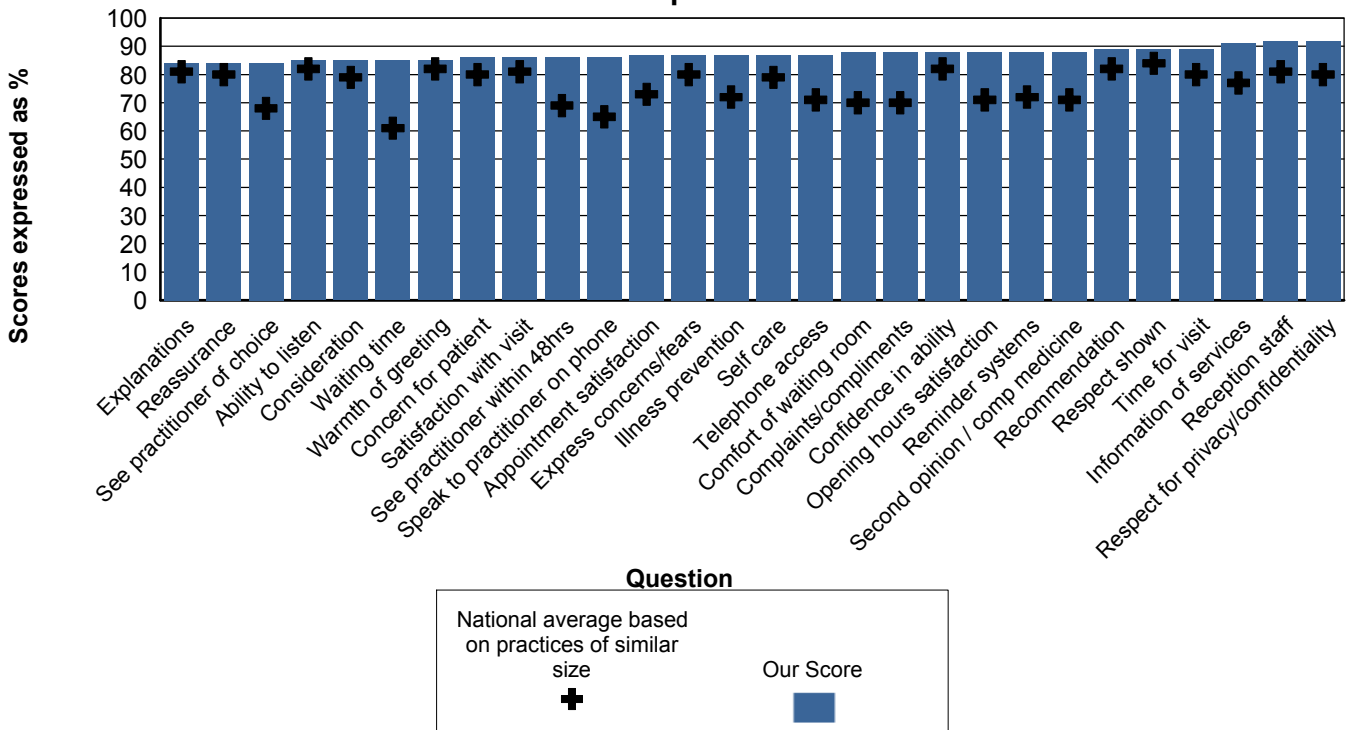 100
90
80
70
60
50
40
30
20
10
0
Scores expressed as %
Explanations
Reassurance
See practitioner of choice
Ability to listen
Consideration
Waiting time
Warmth of greeting
Concern for patient
Satisfaction with visit
See practitioner within 48hrs
Speak to practitioner on phone
Appointment satisfaction
Express concerns/fears
Illness prevention
Self care
Telephone access
Comfort of waiting room
Complaints/compliments
Confidence in ability
Opening hours satisfaction
Reminder systems
Second opinion / comp medicine
Recommendation
Respect shown
Time for visit
Information of services
Reception staff
Respect for privacy/confidentiality
Question
National average based
on practices of similar
size
Our Score